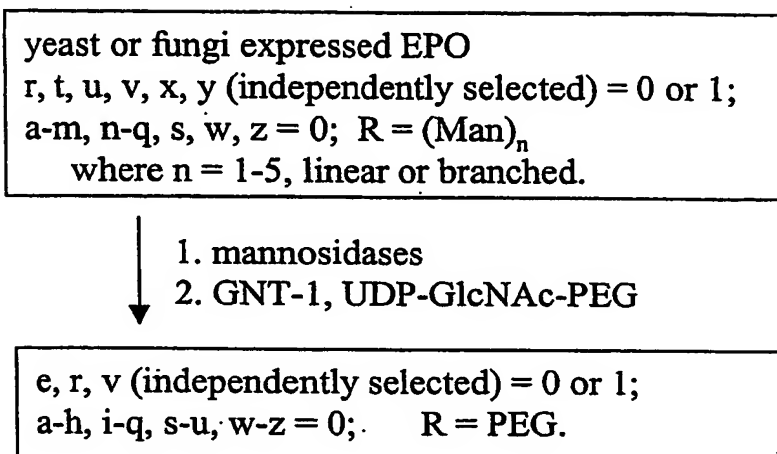 yeast or fungi expressed EPO
r, t, u, v, x, y (independently selected) = 0 or 1;
a-m, n-q, s, w, z = 0; R = (Man)n
where n = 1-5, linear or branched.
1. mannosidases
2. GNT-1, UDP-GlcNAc-PEG
e, r, v (independently selected) = 0 or 1;
a-h, i-q, s-u, w-z = 0; R = PEG.